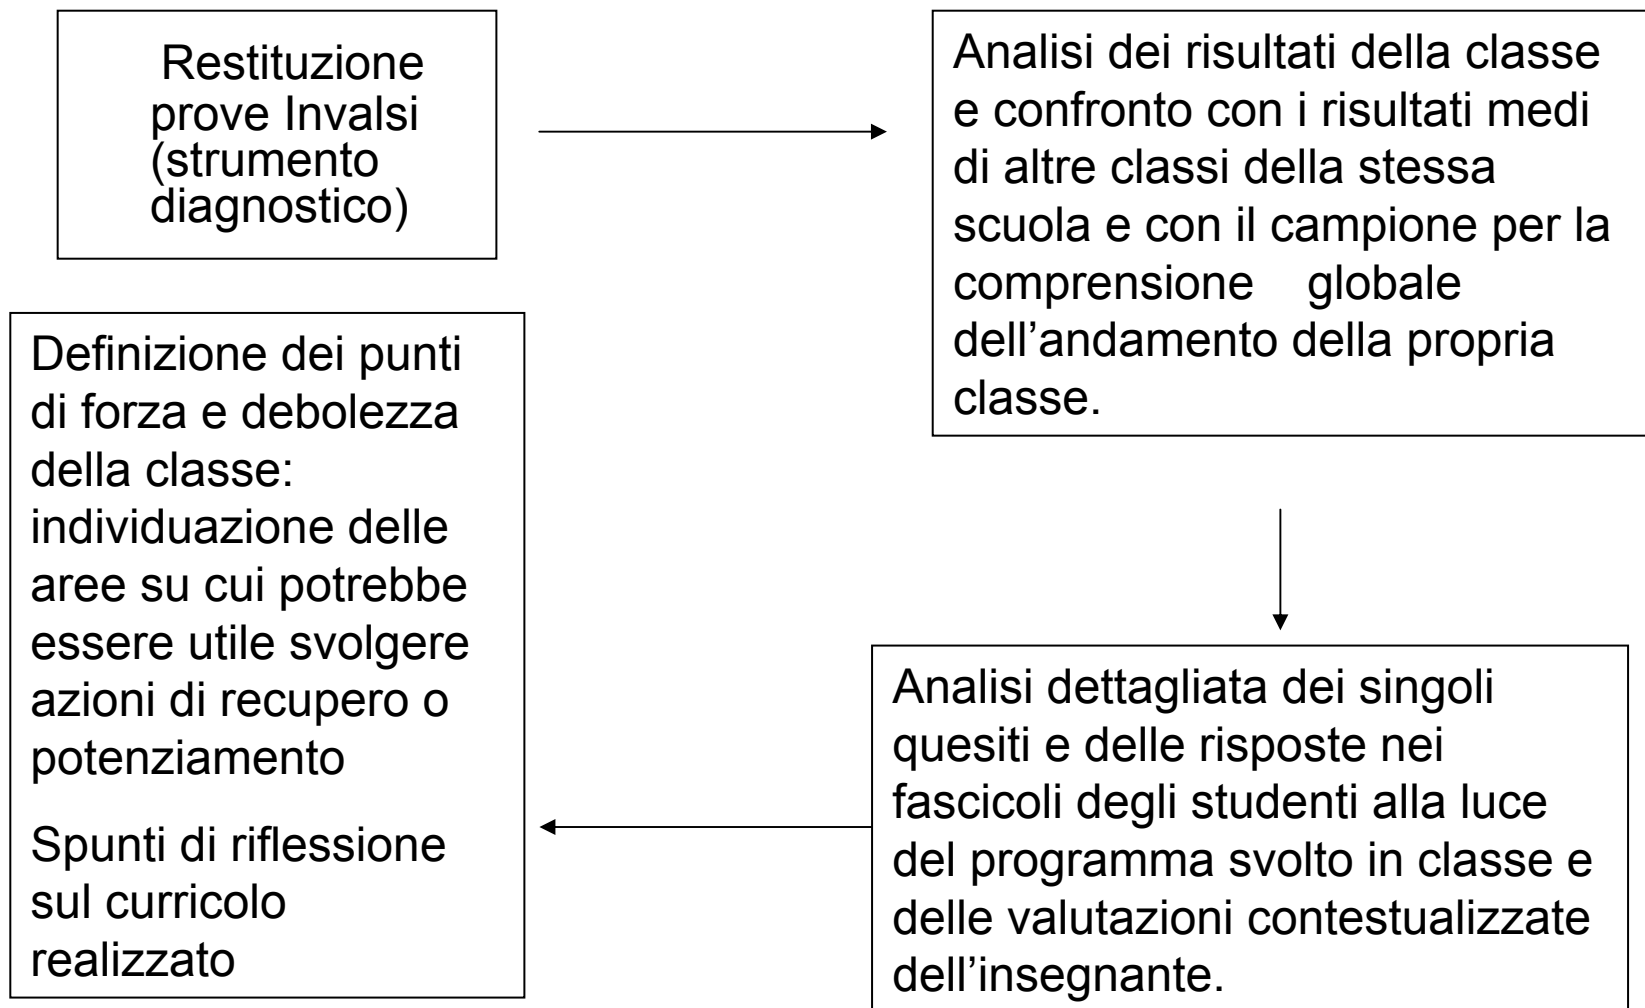 Restituzione
prove Invalsi
(strumento
diagnostico)
Analisi dei risultati della classe
e confronto con i risultati medi
di altre classi della stessa
scuola e con il campione per la
comprensione globale
dell’andamento della propria
classe.
Analisi dettagliata dei singoli
quesiti e delle risposte nei
fascicoli degli studenti alla luce
del programma svolto in classe e
delle valutazioni contestualizzate
dell’insegnante.
Definizione dei punti
di forza e debolezza
della classe:
individuazione delle
aree su cui potrebbe
essere utile svolgere
azioni di recupero o
potenziamento
Spunti di riflessione
sul curricolo
realizzato